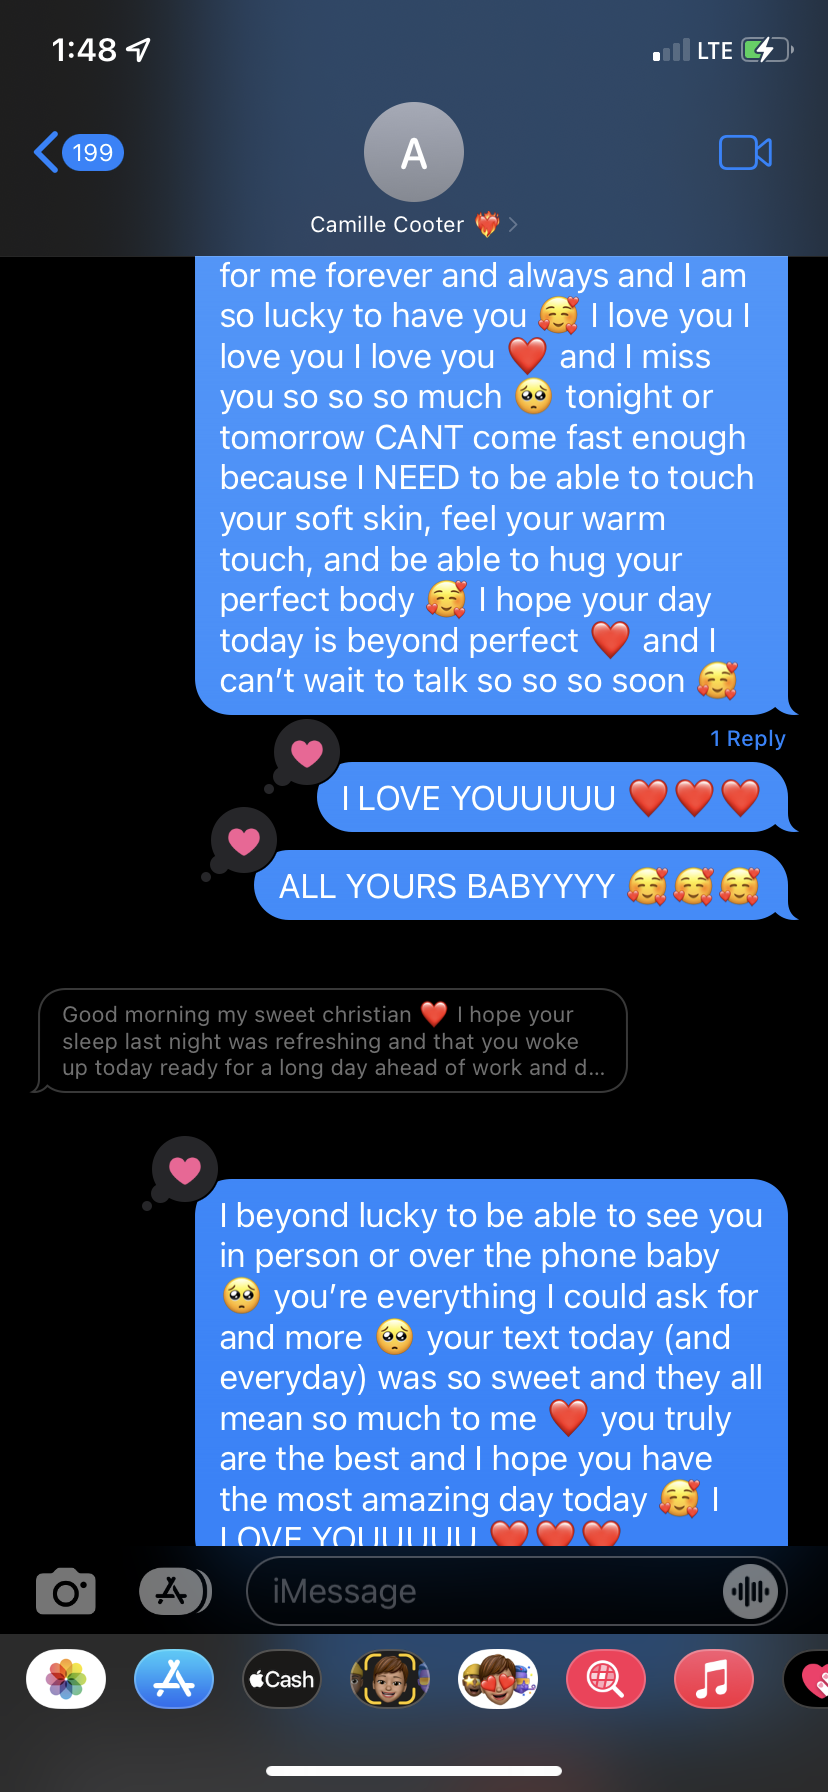 1:48
LTE
199
A
Camille Cooter ❤️‍🔥
for me forever and always and I am
so lucky to have you 🥰 I love you I
love you I love you ❤️ and I miss
you so so so much 🥺 tonight or
tomorrow CANT come fast enough
because I NEED to be able to touch
your soft skin, feel your warm
touch, and be able to hug your
perfect body 🥰 I hope your day
today is beyond perfect ❤️ and I
can't wait to talk so so so soon 🥰
1 Reply
I LOVE YOUUUUU ❤️❤️❤️
ALL YOURS BABYYYY 🥰🥰🥰
Good morning my sweet christian ❤️ I hope your
sleep last night was refreshing and that you woke
up today ready for a long day ahead of work and d...
I beyond lucky to be able to see you
in person or over the phone baby
🥺 you're everything I could ask for
and more 🥺 your text today (and
everyday) was so sweet and they all
mean so much to me ❤️ you truly
are the best and I hope you have
the most amazing day today 🥰 I
LOVE YOUUUUU ❤️❤️❤️
iMessage
Cash